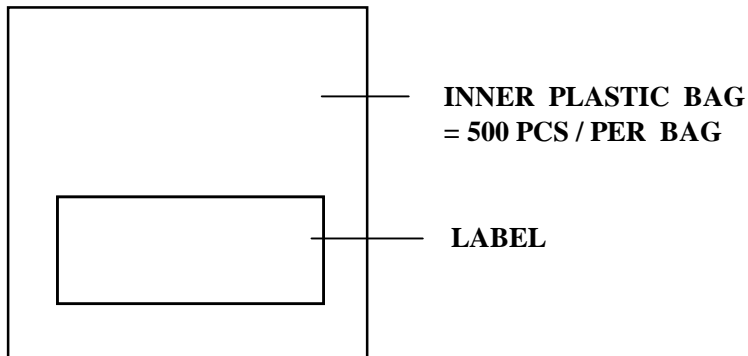 INNER PLASTIC BAG
= 500 PCS / PER BAG
LABEL